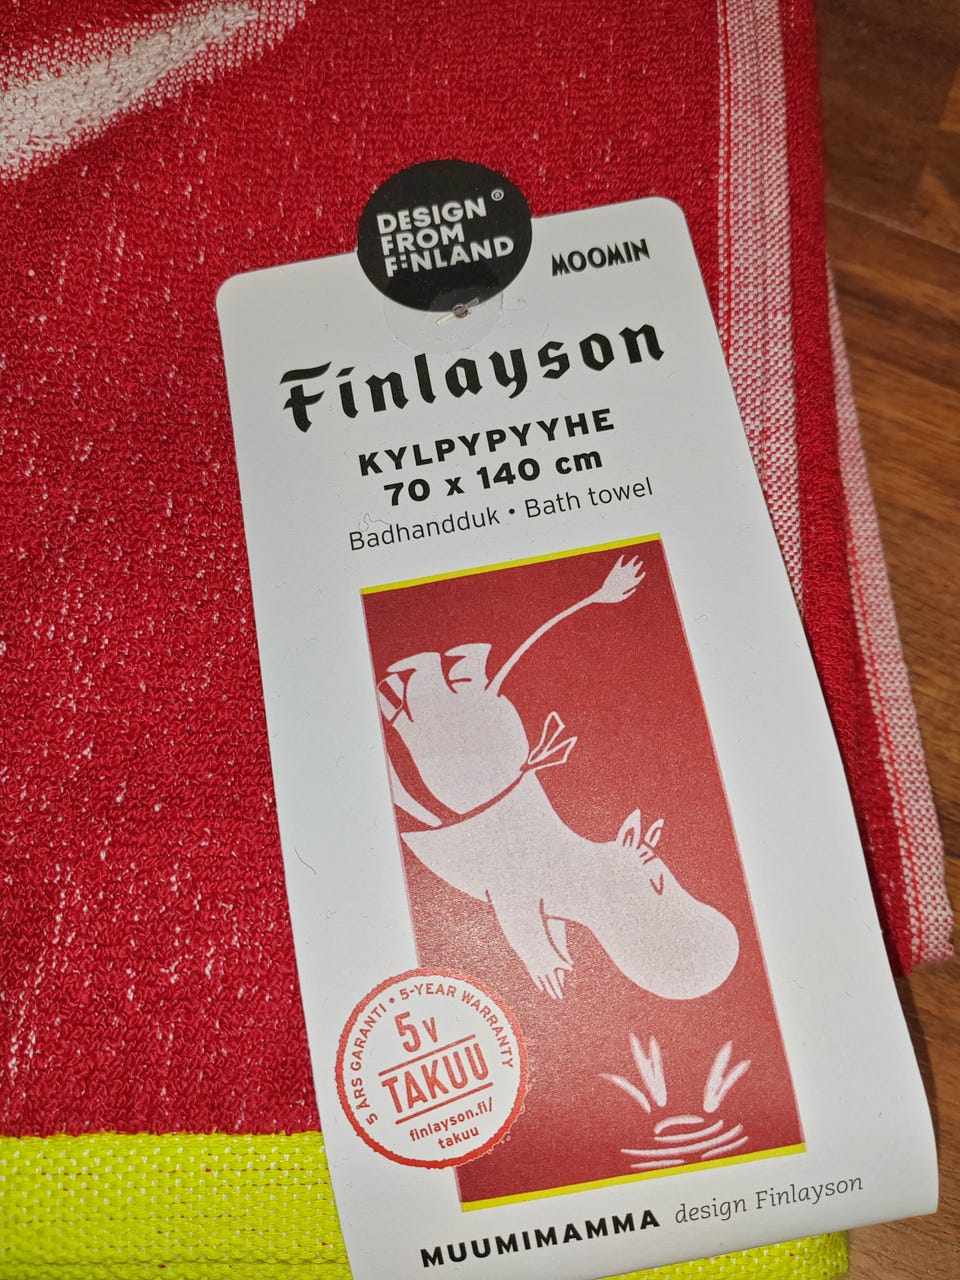 DESIGN
FROM
FINLAND®
MOOMIN
Finlayson
KYLPYPYYHE
70 x 140 cm
Badhandduk • Bath towel
5 ÅRS GARANTI • 5-YEAR WARRANTY
5v
TAKUU
finlayson.fi/
takuu
MUUMIMAMMA design Finlayson